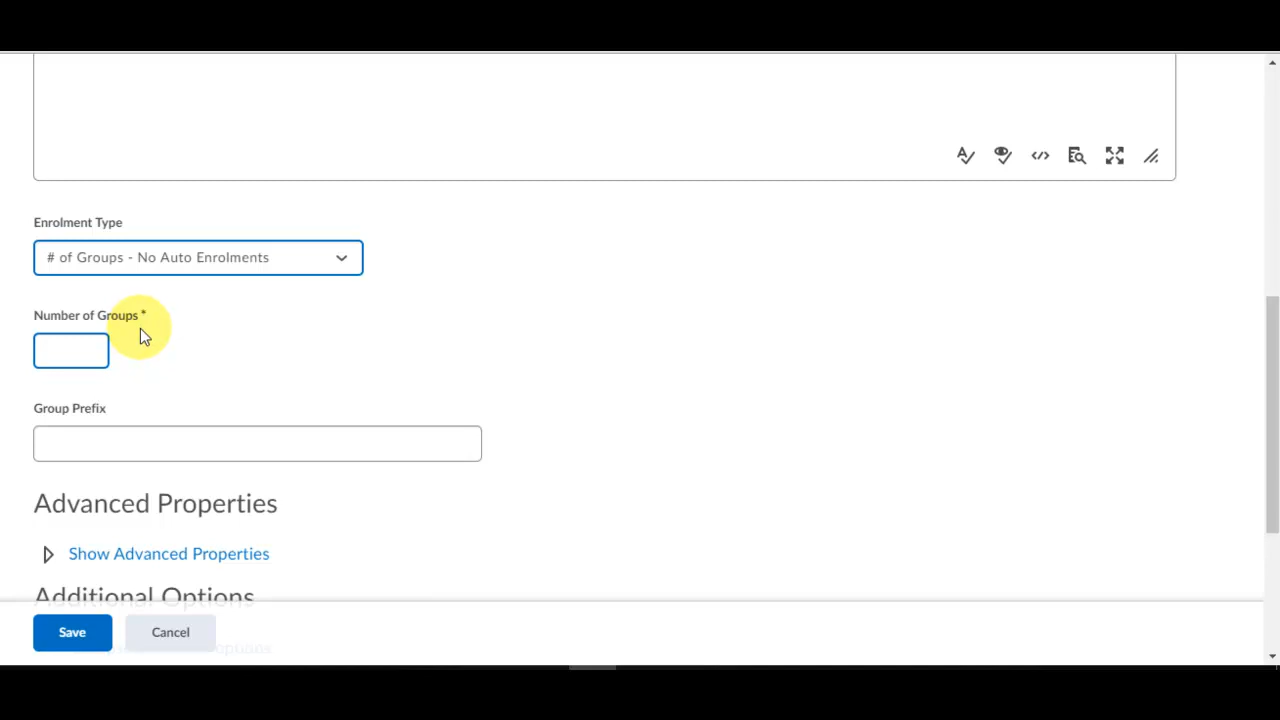 Enrolment Type
# of Groups - No Auto Enrolments
Number of Groups *
Group Prefix
Advanced Properties
Show Advanced Properties
Additional Options
Save
Cancel
options